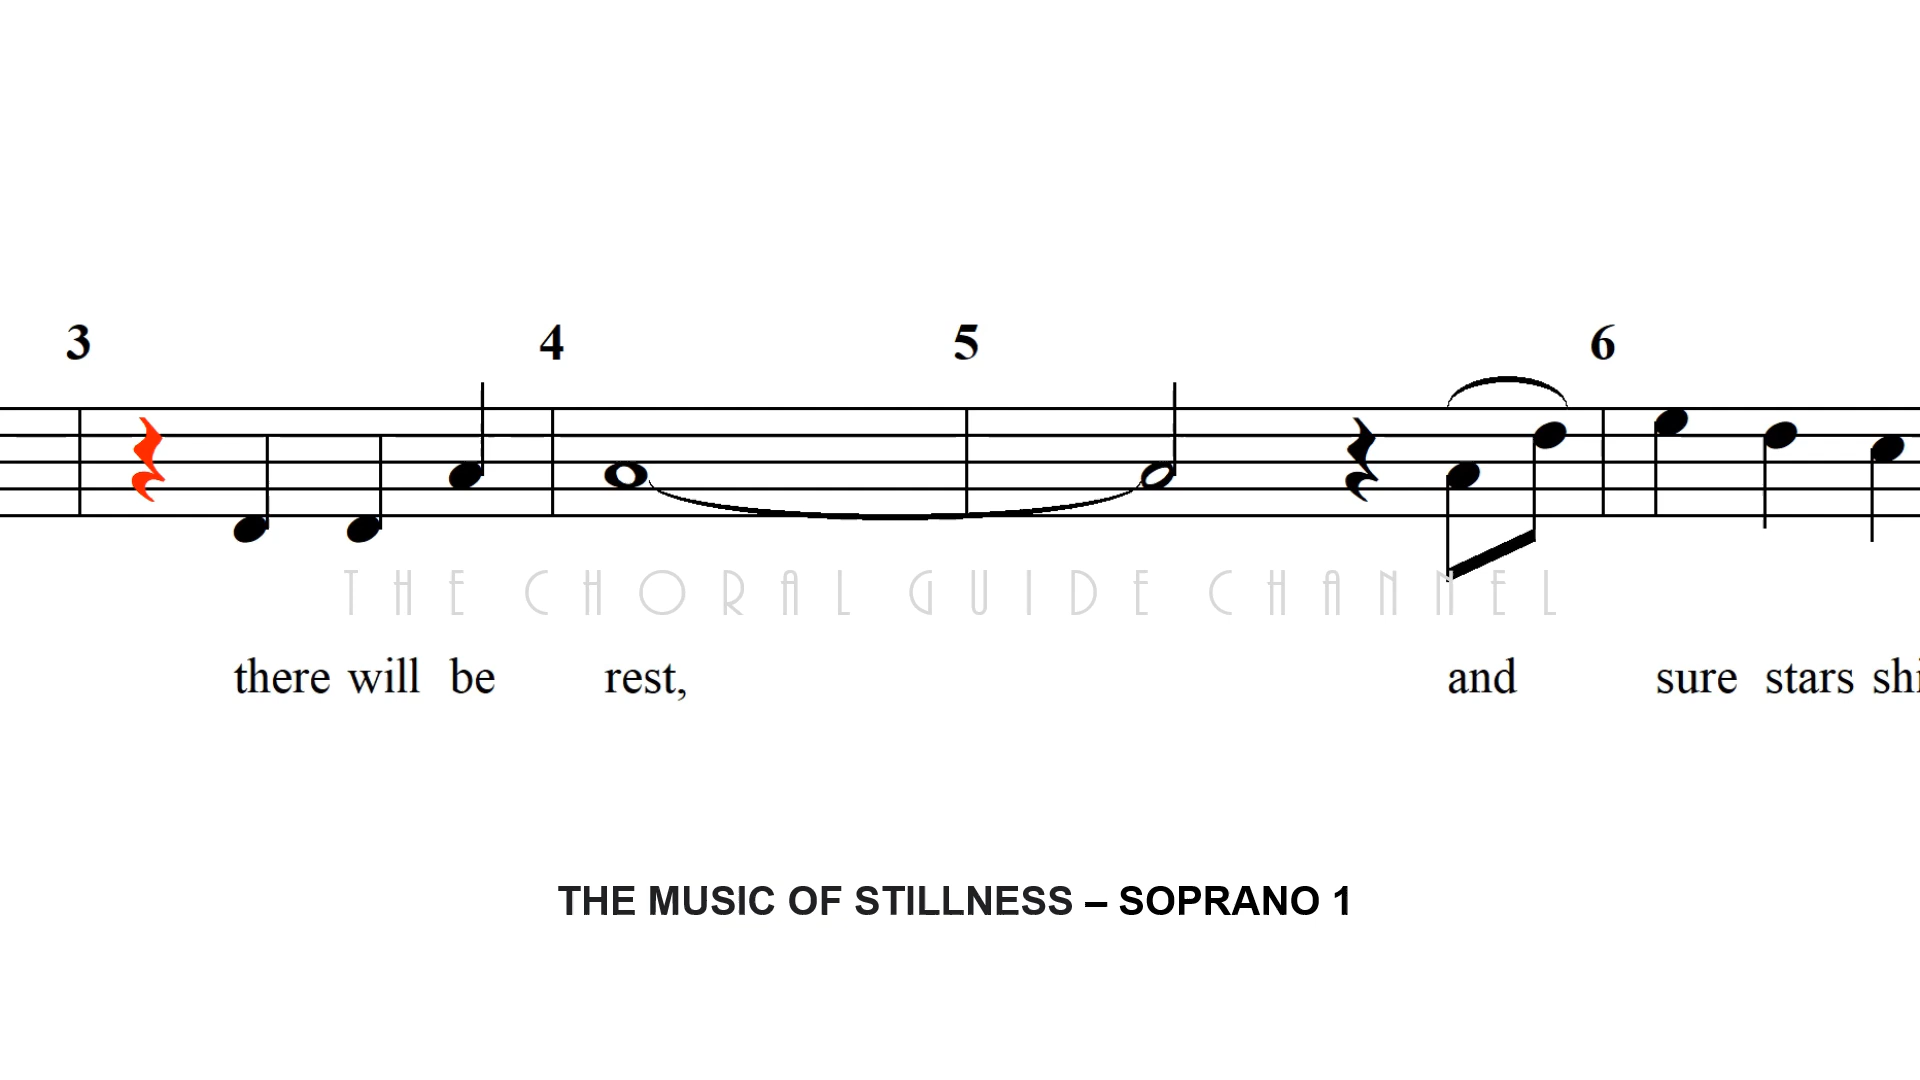 3 4 5 6
THE CHORAL GUIDE CHANNEL
there will be rest, and sure stars shi
THE MUSIC OF STILLNESS – SOPRANO 1